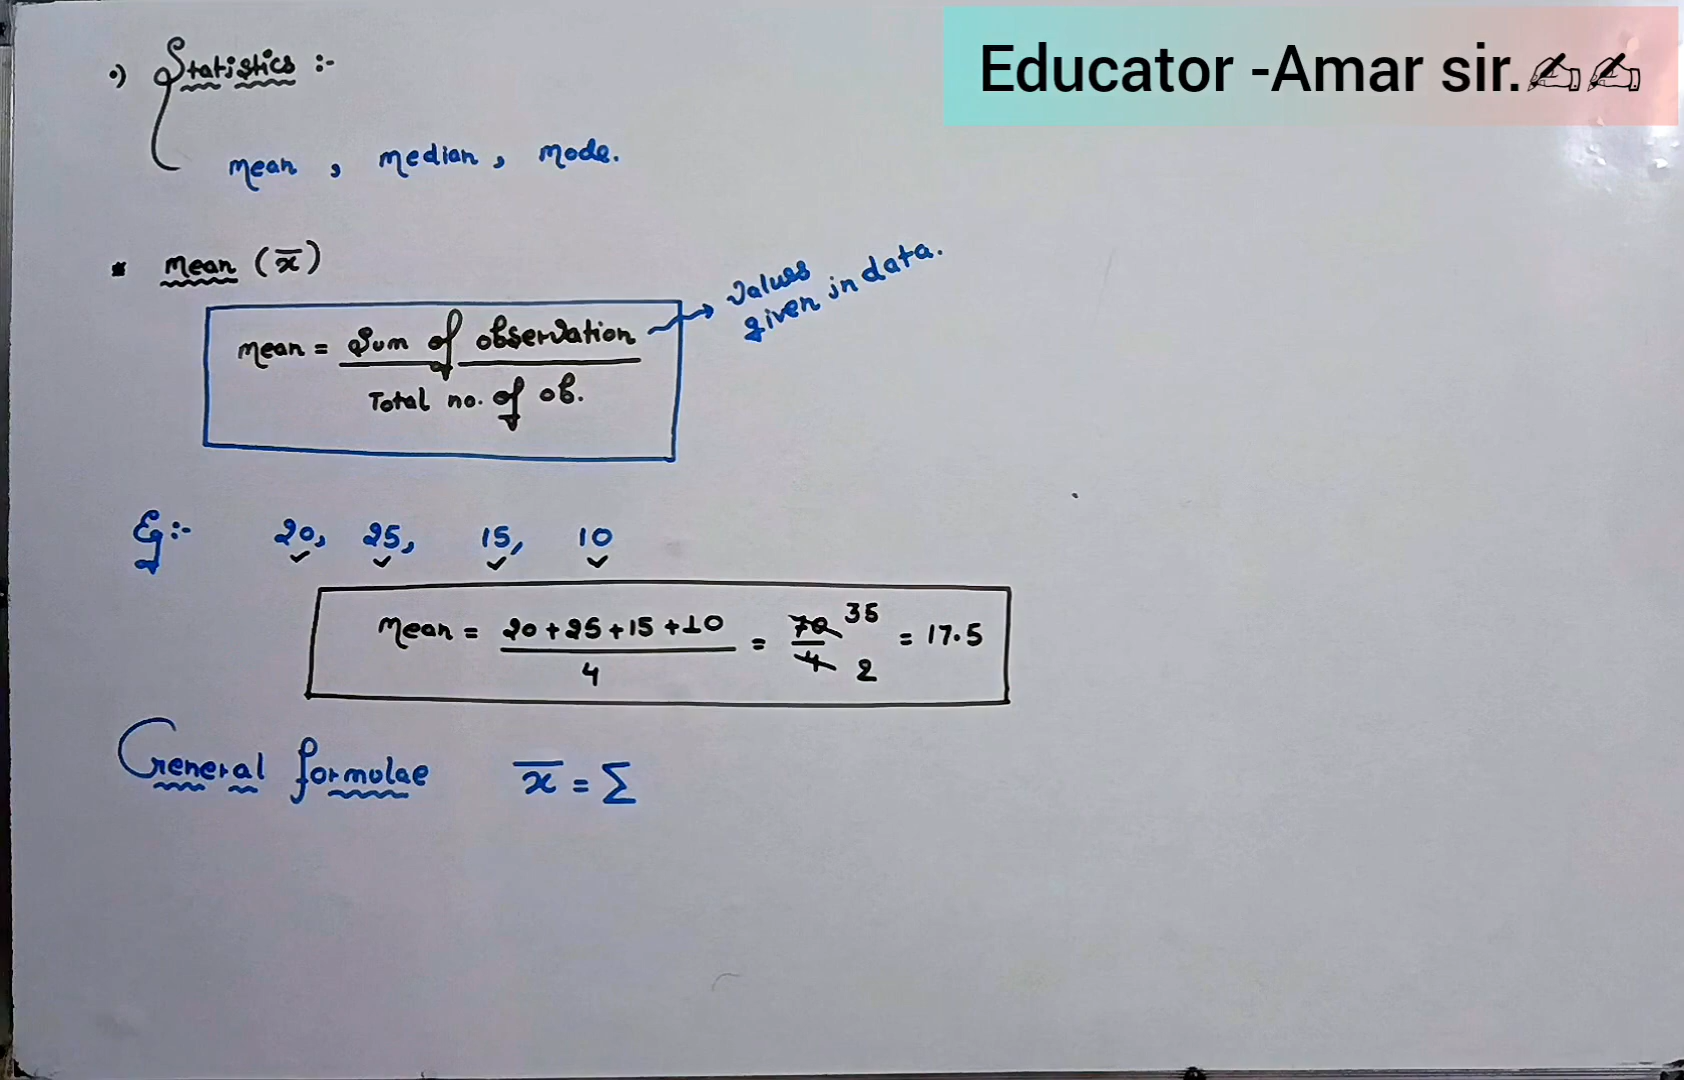 Educator -Amar sir.✍✍
•) Statistics :-
mean , median , mode.
* Mean (x̄)
mean = Sum of observation / Total no. of ob.
→ Values given in data.
Eg:- 20, 25, 15, 10
Mean = 20+25+15+10 / 4 = 70 / 4 35 / 2 = 17.5
General formulae x̄ = Σ